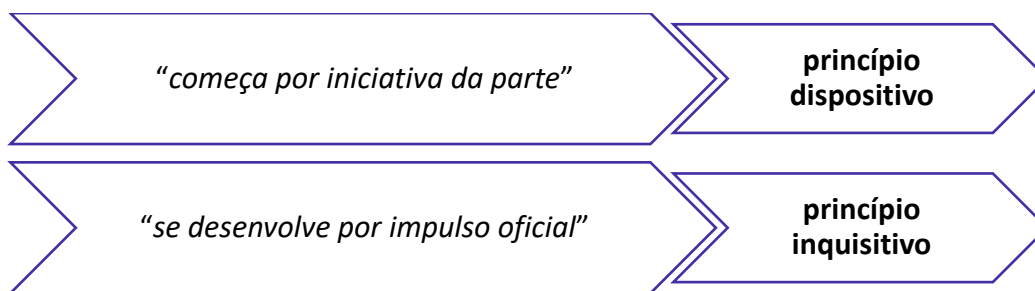 “começa por iniciativa da parte”
princípio
dispositivo
“se desenvolve por impulso oficial”
princípio
inquisitivo